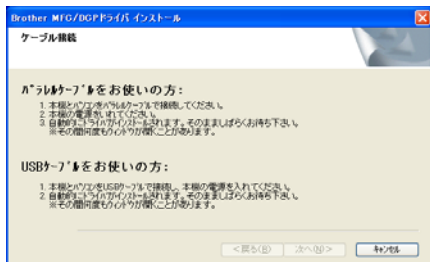 Brother MFC/DCPドライバ インストール
ケーブル接続
パラレルケーブルをお使いの方:
1. 本機とパソコンをパラレルケーブルで接続してください。
2. 本機の電源をいれてください。
3. 自動的にドライバがインストールされます。そのまましばらくお待ち下さい。
※その間何度もウィンドウが開くことがあります。
USBケーブルをお使いの方:
1. 本機とパソコンをUSBケーブルで接続し、本機の電源を入れてください。
2. 自動的にドライバがインストールされます。そのまましばらくお待ち下さい。
※その間何度もウィンドウが開くことがあります。
<戻る(B) 次へ(N)> キャンセル